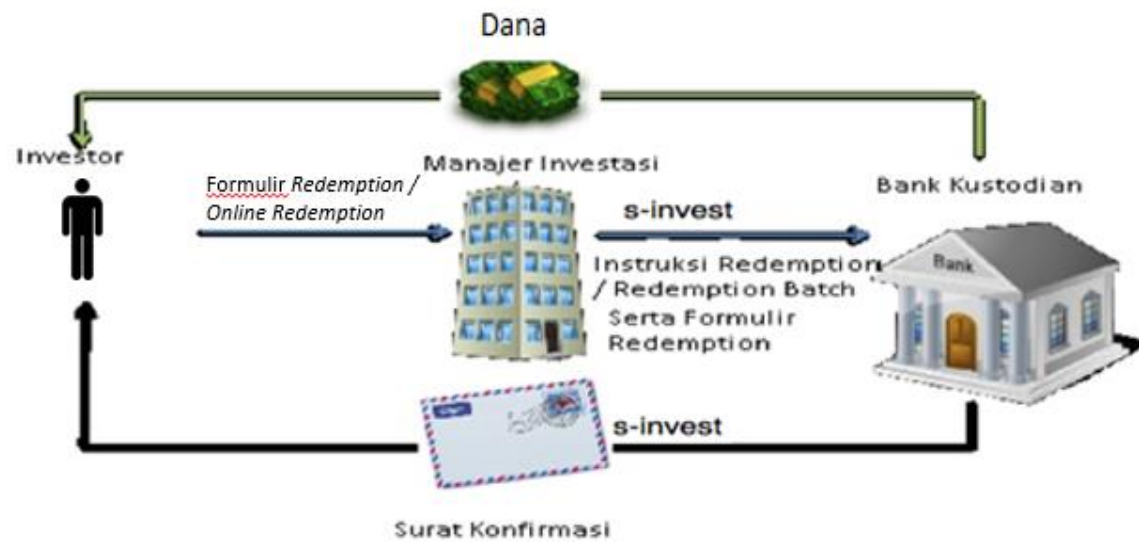 Dana
Investor
Manajer Investasi
Bank Kustodian
Formulir Redemption /
Online Redemption
s-invest
Instruksi Redemption
/ Redemption Batch
Serta Formulir
Redemption
Bank
s-invest
Surat Konfirmasi